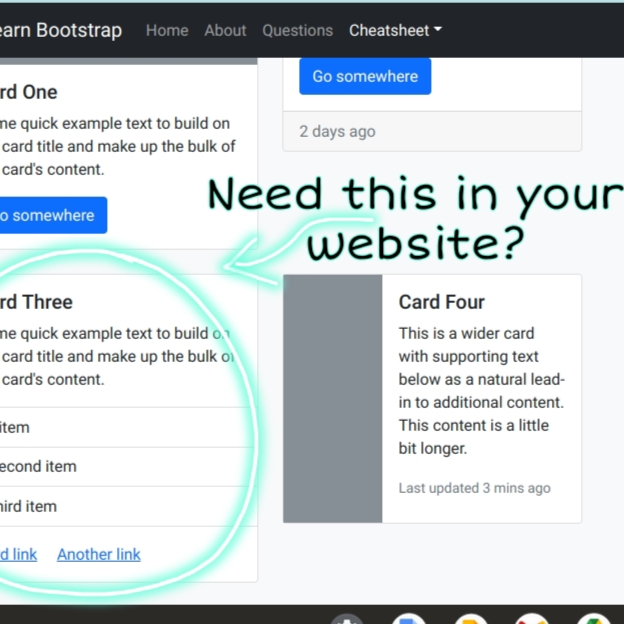 earn Bootstrap Home About Questions Cheatsheet
rd One
me quick example text to build on
card title and make up the bulk of
card's content.
o somewhere
Go somewhere
2 days ago
Need this in your
website?
rd Three
me quick example text to build on
card title and make up the bulk of
card's content.
item
econd item
hird item
d link Another link
Card Four
This is a wider card
with supporting text
below as a natural lead-
in to additional content.
This content is a little
bit longer.
Last updated 3 mins ago